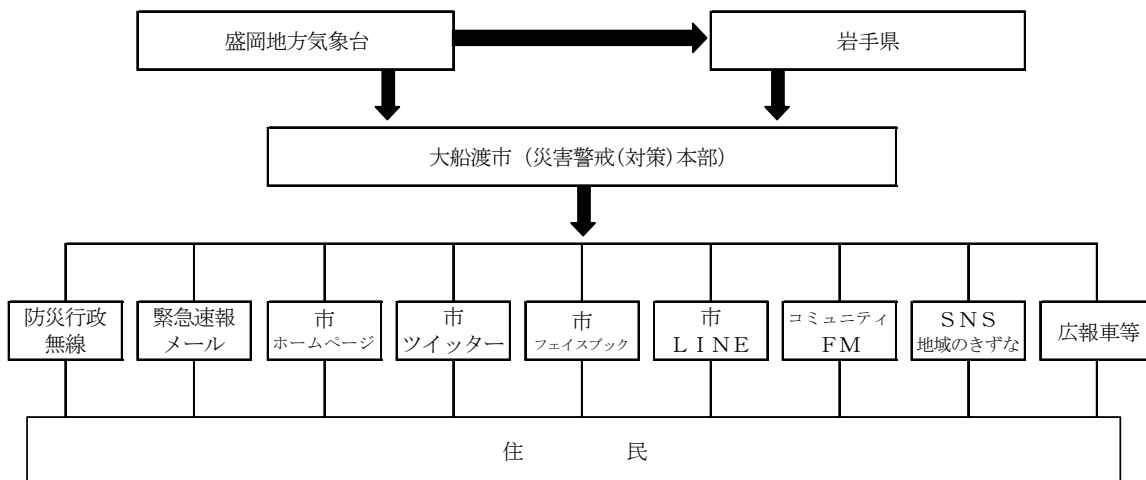 盛岡地方気象台
岩手県
大船渡市（災害警戒(対策)本部）
防災行政
無線
緊急速報
メール
市
ホームページ
市
ツイッター
市
フェイスブック
市
ＬＩＮＥ
コミュニティ
ＦＭ
ＳＮＳ
地域のきずな
広報車等
住　　　　　民